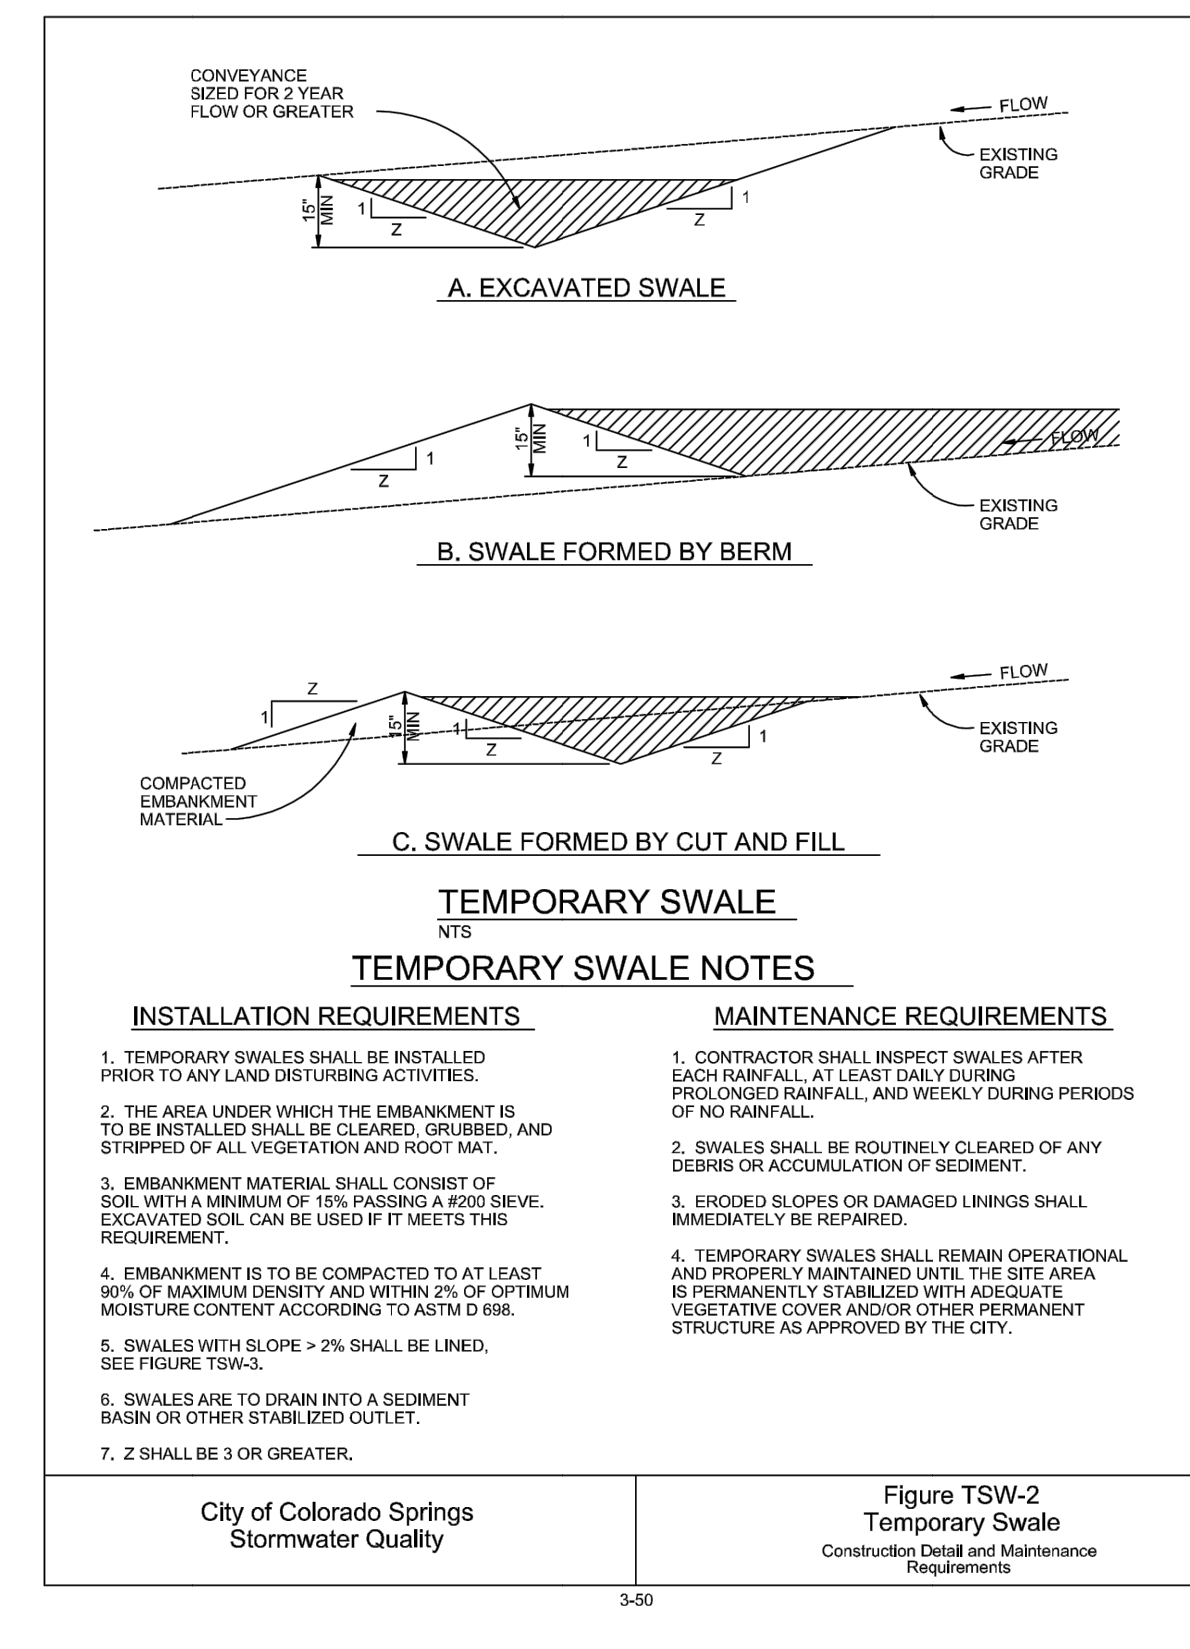 CONVEYANCE
SIZED FOR 2 YEAR
FLOW OR GREATER
FLOW
EXISTING
GRADE
15"
MIN
1
Z
1
Z
A. EXCAVATED SWALE
15"
MIN
1
Z
1
Z
FLOW
EXISTING
GRADE
B. SWALE FORMED BY BERM
Z
1
15"
MIN
1
Z
1
Z
FLOW
EXISTING
GRADE
COMPACTED
EMBANKMENT
MATERIAL
C. SWALE FORMED BY CUT AND FILL
TEMPORARY SWALE
NTS
TEMPORARY SWALE NOTES
INSTALLATION REQUIREMENTS
1. TEMPORARY SWALES SHALL BE INSTALLED
PRIOR TO ANY LAND DISTURBING ACTIVITIES.
2. THE AREA UNDER WHICH THE EMBANKMENT IS
TO BE INSTALLED SHALL BE CLEARED, GRUBBED, AND
STRIPPED OF ALL VEGETATION AND ROOT MAT.
3. EMBANKMENT MATERIAL SHALL CONSIST OF
SOIL WITH A MINIMUM OF 15% PASSING A #200 SIEVE.
EXCAVATED SOIL CAN BE USED IF IT MEETS THIS
REQUIREMENT.
4. EMBANKMENT IS TO BE COMPACTED TO AT LEAST
90% OF MAXIMUM DENSITY AND WITHIN 2% OF OPTIMUM
MOISTURE CONTENT ACCORDING TO ASTM D 698.
5. SWALES WITH SLOPE > 2% SHALL BE LINED,
SEE FIGURE TSW-3.
6. SWALES ARE TO DRAIN INTO A SEDIMENT
BASIN OR OTHER STABILIZED OUTLET.
7. Z SHALL BE 3 OR GREATER.
MAINTENANCE REQUIREMENTS
1. CONTRACTOR SHALL INSPECT SWALES AFTER
EACH RAINFALL, AT LEAST DAILY DURING
PROLONGED RAINFALL, AND WEEKLY DURING PERIODS
OF NO RAINFALL.
2. SWALES SHALL BE ROUTINELY CLEARED OF ANY
DEBRIS OR ACCUMULATION OF SEDIMENT.
3. ERODED SLOPES OR DAMAGED LININGS SHALL
IMMEDIATELY BE REPAIRED.
4. TEMPORARY SWALES SHALL REMAIN OPERATIONAL
AND PROPERLY MAINTAINED UNTIL THE SITE AREA
IS PERMANENTLY STABILIZED WITH ADEQUATE
VEGETATIVE COVER AND/OR OTHER PERMANENT
STRUCTURE AS APPROVED BY THE CITY.
City of Colorado Springs
Stormwater Quality
Figure TSW-2
Temporary Swale
Construction Detail and Maintenance
Requirements
3-50